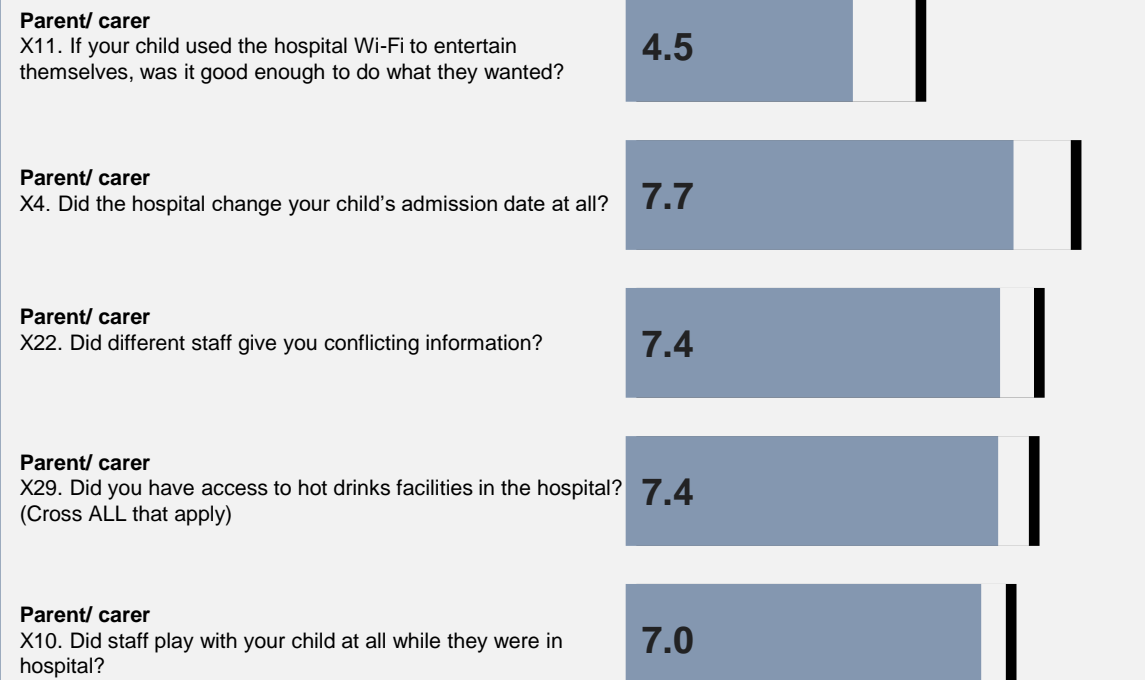 Parent/ carer
X11. If your child used the hospital Wi-Fi to entertain
themselves, was it good enough to do what they wanted?
4.5
Parent/ carer
X4. Did the hospital change your child’s admission date at all?
7.7
Parent/ carer
X22. Did different staff give you conflicting information?
7.4
Parent/ carer
X29. Did you have access to hot drinks facilities in the hospital?
(Cross ALL that apply)
7.4
Parent/ carer
X10. Did staff play with your child at all while they were in
hospital?
7.0